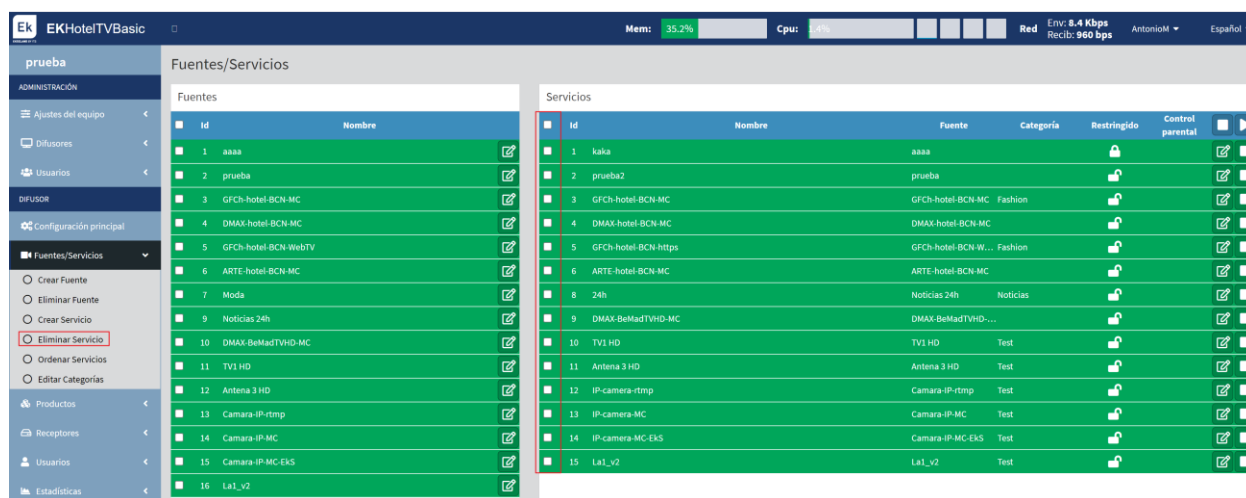 Ek EKHotelTVBasic Mem: 35.2% Cpu: 1.4% Red Env: 8.4 Kbps Recib: 960 bps AntonioM Español
prueba
ADMINISTRACIÓN
Ajustes del equipo
Difusores
Usuarios
DIFUSOR
Configuración principal
Fuentes/Servicios
Crear Fuente
Eliminar Fuente
Crear Servicio
Eliminar Servicio
Ordenar Servicios
Editar Categorías
Productos
Receptores
Usuarios
Estadísticas
Fuentes/Servicios
Fuentes
Id Nombre
1 aaaa
2 prueba
3 GFCh-hotel-BCN-MC
4 DMAX-hotel-BCN-MC
5 GFCh-hotel-BCN-WebTV
6 ARTE-hotel-BCN-MC
7 Moda
9 Noticias 24h
10 DMAX-BeMadTVHD-MC
11 TV1 HD
12 Antena 3 HD
13 Camara-IP-rtmp
14 Camara-IP-MC
15 Camara-IP-MC-EkS
16 La1_v2
Servicios
Id Nombre Fuente Categoría Restringido Control parental
1 kaka aaaa
2 prueba2 prueba
3 GFCh-hotel-BCN-MC GFCh-hotel-BCN-MC Fashion
4 DMAX-hotel-BCN-MC DMAX-hotel-BCN-MC
5 GFCh-hotel-BCN-https GFCh-hotel-BCN-W... Fashion
6 ARTE-hotel-BCN-MC ARTE-hotel-BCN-MC
8 24h Noticias 24h Noticias
9 DMAX-BeMadTVHD-MC DMAX-BeMadTVHD-...
10 TV1 HD TV1 HD Test
11 Antena 3 HD Antena 3 HD Test
12 IP-camera-rtmp Camara-IP-rtmp Test
13 IP-camera-MC Camara-IP-MC Test
14 IP-camera-MC-EkS Camara-IP-MC-EkS Test
15 La1_v2 La1_v2 Test